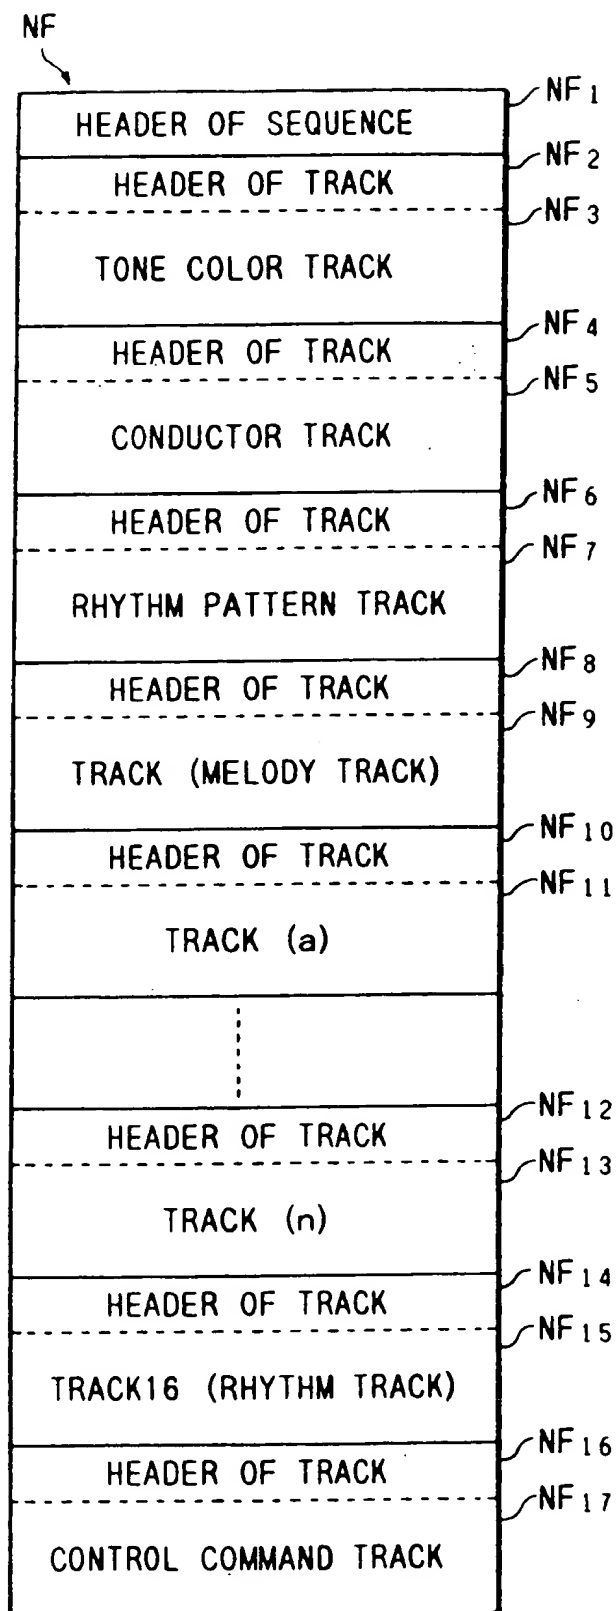 NF
HEADER OF SEQUENCE NF1
HEADER OF TRACK NF2
TONE COLOR TRACK NF3
HEADER OF TRACK NF4
CONDUCTOR TRACK NF5
HEADER OF TRACK NF6
RHYTHM PATTERN TRACK NF7
HEADER OF TRACK NF8
TRACK (MELODY TRACK) NF9
HEADER OF TRACK NF10
TRACK (a) NF11
HEADER OF TRACK NF12
TRACK (n) NF13
HEADER OF TRACK NF14
TRACK16 (RHYTHM TRACK) NF15
HEADER OF TRACK NF16
CONTROL COMMAND TRACK NF17